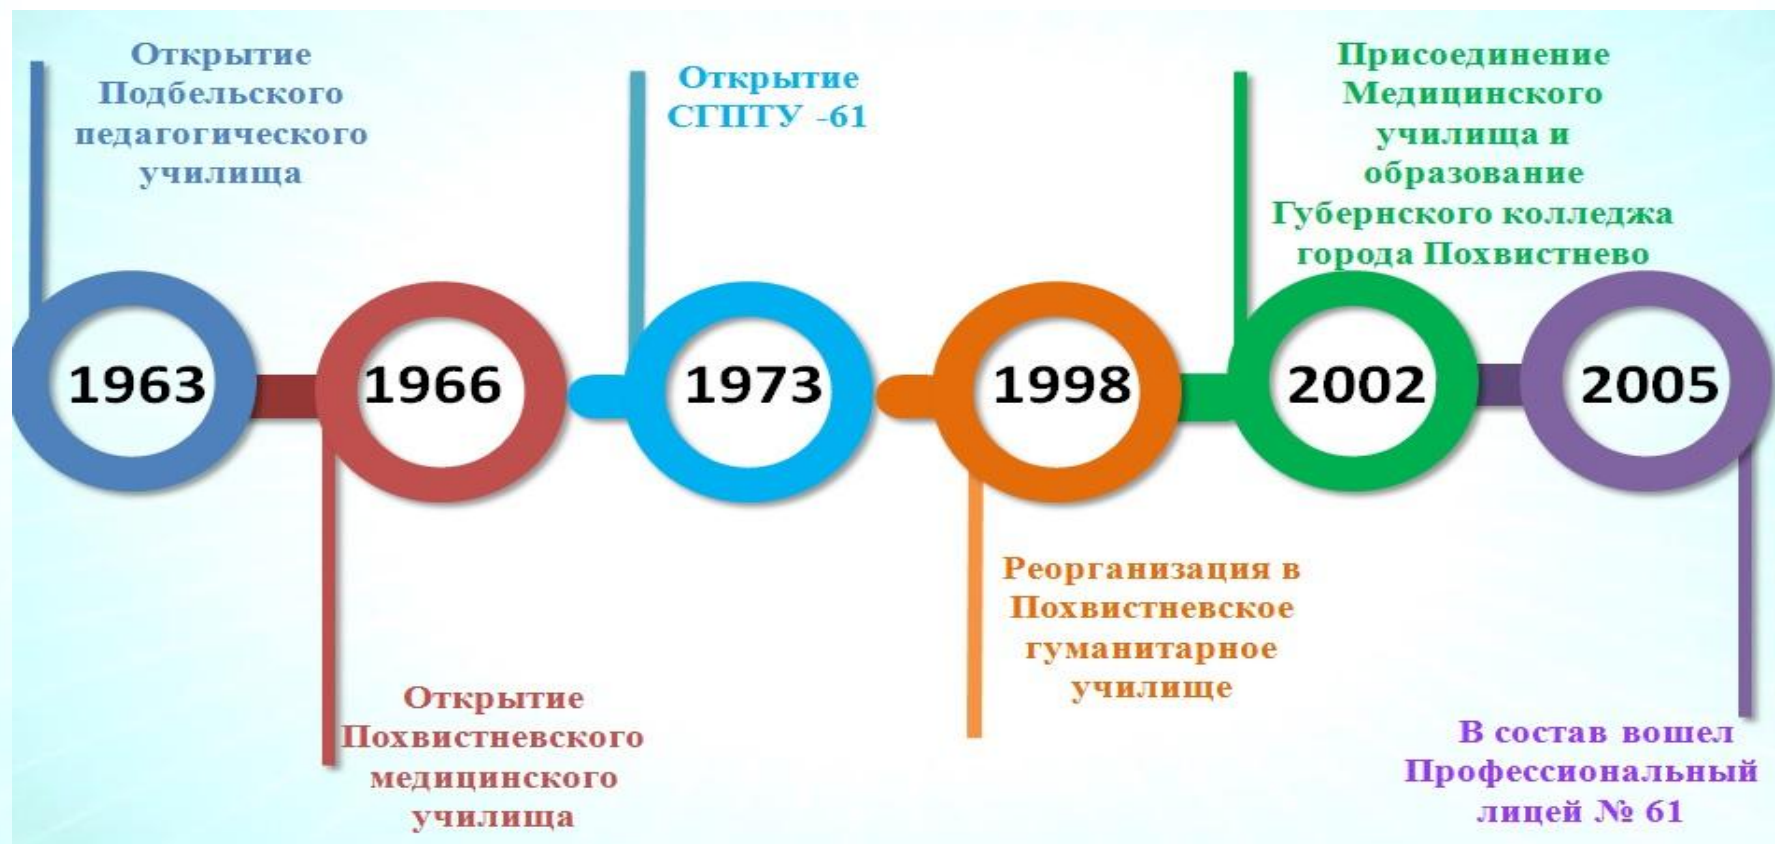 Открытие
Подбельского
педагогического
училища
1963
1966
Открытие
Похвистневского
медицинского
училища
Открытие
СГПТУ -61
1973
1998
Реорганизация в
Похвистневское
гуманитарное
училище
Присоединение
Медицинского
училища и
образование
Губернского колледжа
города Похвистнево
2002
2005
В состав вошел
Профессиональный
лицей № 61